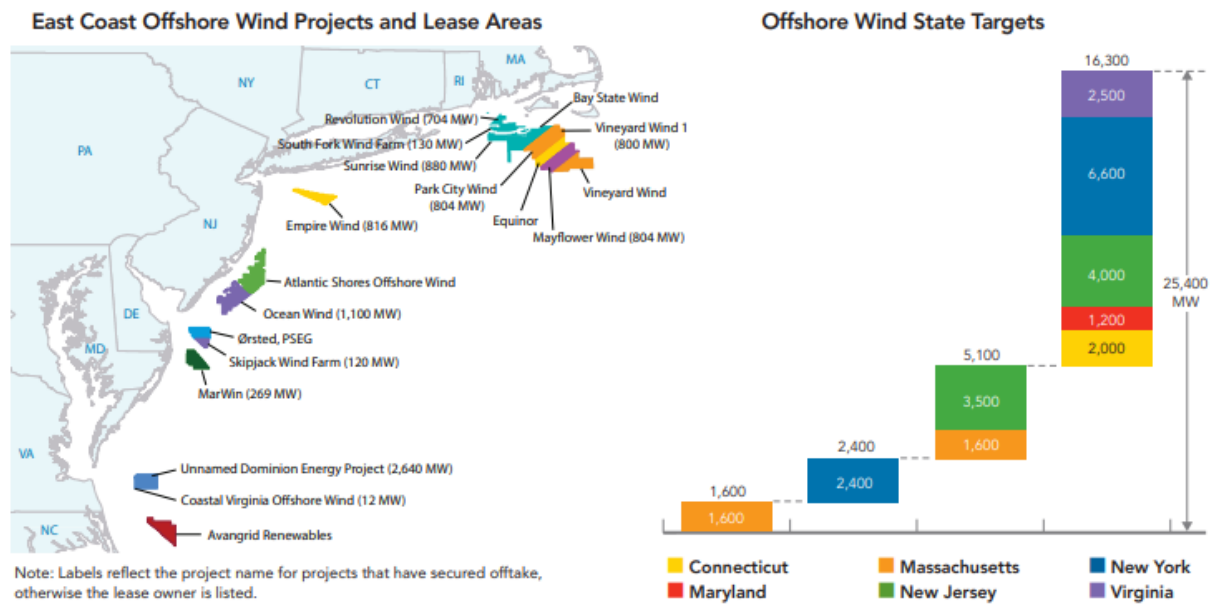 East Coast Offshore Wind Projects and Lease Areas
NY
CT
RI
MA
PA
NJ
DE
MD
VA
NC
Bay State Wind
Revolution Wind (704 MW)
Vineyard Wind 1
(800 MW)
South Fork Wind Farm (130 MW)
Sunrise Wind (880 MW)
Park City Wind
(804 MW)
Vineyard Wind
Equinor
Mayflower Wind (804 MW)
Empire Wind (816 MW)
Atlantic Shores Offshore Wind
Ocean Wind (1,100 MW)
Ørsted, PSEG
Skipjack Wind Farm (120 MW)
MarWin (269 MW)
Unnamed Dominion Energy Project (2,640 MW)
Coastal Virginia Offshore Wind (12 MW)
Avangrid Renewables
Note: Labels reflect the project name for projects that have secured offtake,
otherwise the lease owner is listed.
Offshore Wind State Targets
1,600
1,600
2,400
2,400
5,100
3,500
1,600
16,300
2,500
6,600
4,000
1,200
2,000
25,400
MW
Connecticut
Massachusetts
New York
Maryland
New Jersey
Virginia